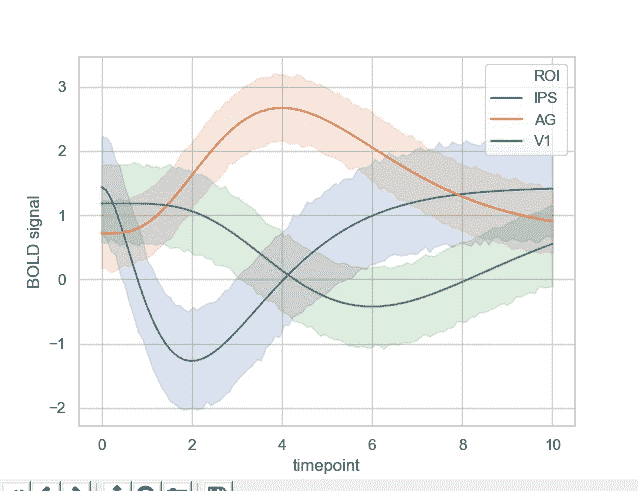 ROI
IPS
AG
V1
3
2
1
0
−1
−2
BOLD signal
0 2 4 6 8 10
timepoint